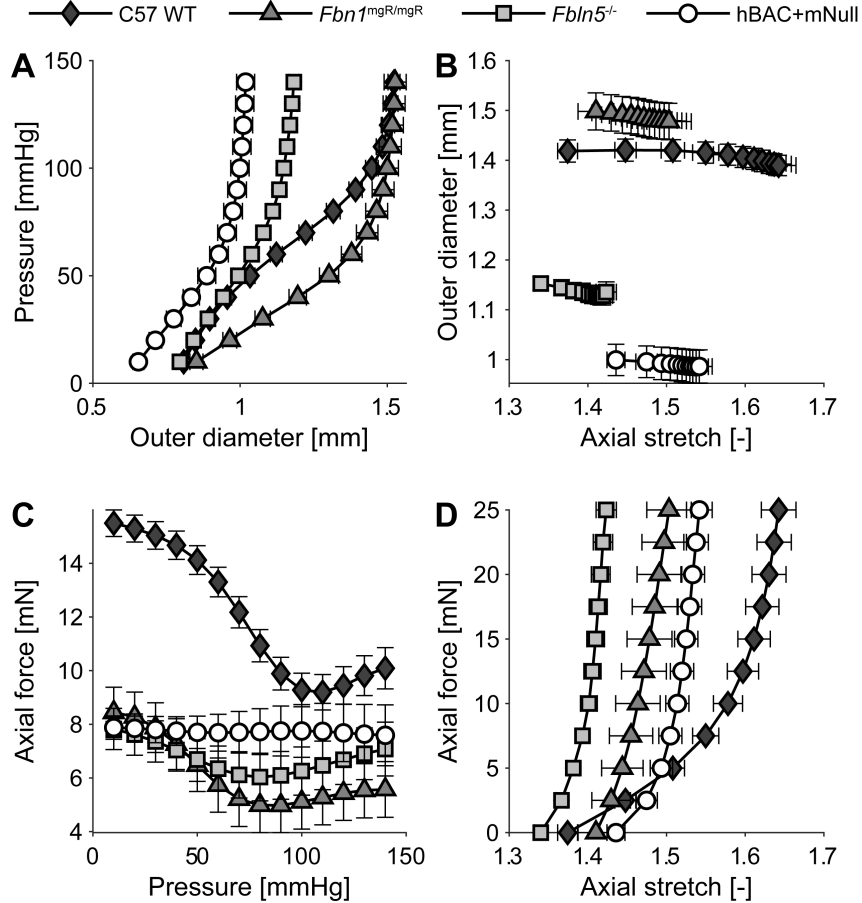 C57 WT Fbn1mgR/mgR Fbln5-/- hBAC+mNull
A
150
100
50
0
Pressure [mmHg]
0.5 1 1.5
Outer diameter [mm]
B
1.6
1.5
1.4
1.3
1.2
1.1
1
Outer diameter [mm]
1.3 1.4 1.5 1.6 1.7
Axial stretch [-]
C
14
12
10
8
6
4
Axial force [mN]
0 50 100 150
Pressure [mmHg]
D
25
20
15
10
5
0
Axial force [mN]
1.3 1.4 1.5 1.6 1.7
Axial stretch [-]